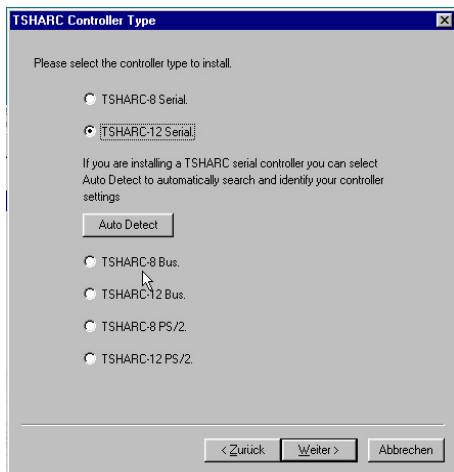 TSHARC Controller Type
Please select the controller type to install.
TSHARC-8 Serial.
TSHARC-12 Serial.
If you are installing a TSHARC serial controller you can select
Auto Detect to automatically search and identify your controller
settings
Auto Detect
TSHARC-8 Bus.
TSHARC-12 Bus.
TSHARC-8 PS/2.
TSHARC-12 PS/2.
< Zurück
Weiter >
Abbrechen